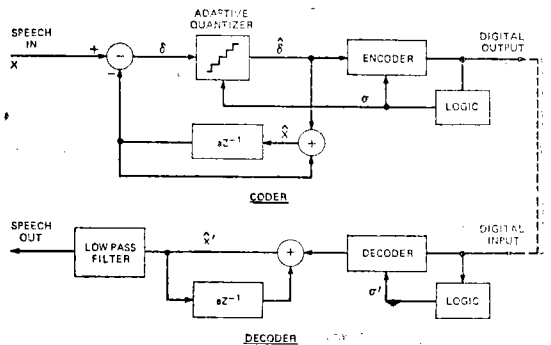 ADAPTIVE
QUANTIZER
SPEECH
IN
X
+
−
−
δ
δ̂
ENCODER
DIGITAL
OUTPUT
σ
LOGIC
aZ⁻¹
x̂
+
CODER
SPEECH
OUT
LOW PASS
FILTER
x̂'
+
DECODER
DIGITAL
INPUT
aZ⁻¹
σ'
LOGIC
DECODER